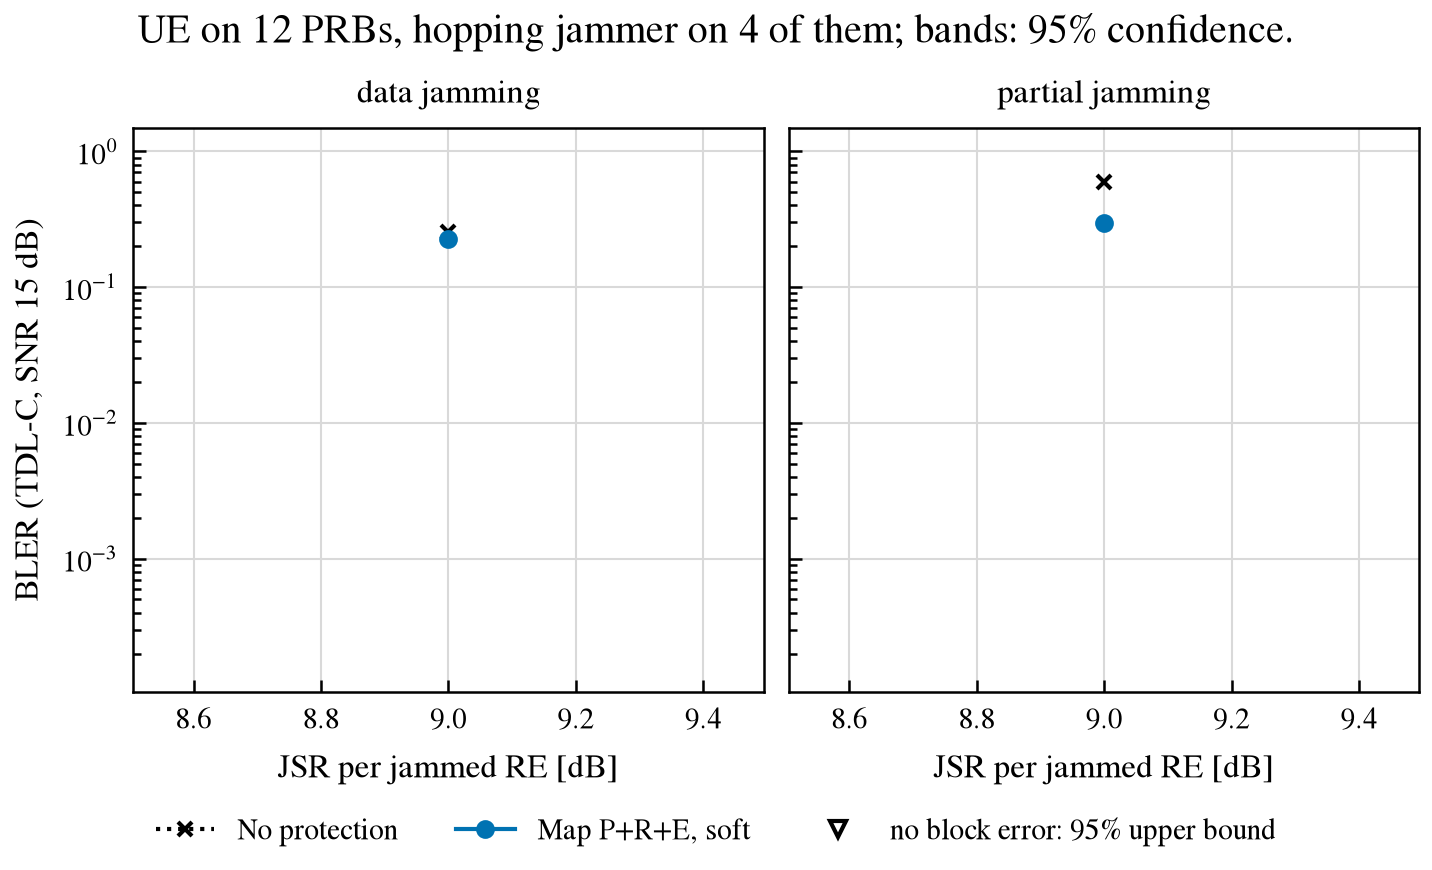 UE on 12 PRBs, hopping jammer on 4 of them; bands: 95% confidence.
data jamming
partial jamming
BLER (TDL-C, SNR 15 dB)
10⁰
10⁻¹
10⁻²
10⁻³
8.6 8.8 9.0 9.2 9.4
8.6 8.8 9.0 9.2 9.4
JSR per jammed RE [dB]
JSR per jammed RE [dB]
No protection
Map P+R+E, soft
no block error: 95% upper bound